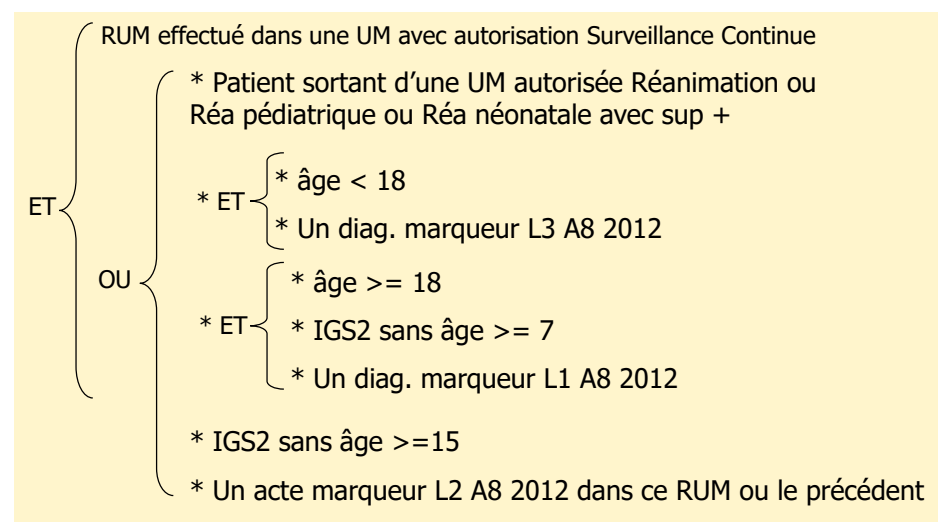 RUM effectué dans une UM avec autorisation Surveillance Continue
* Patient sortant d'une UM autorisée Réanimation ou
Réa pédiatrique ou Réa néonatale avec sup +
* âge < 18
ET
* ET
* Un diag. marqueur L3 A8 2012
OU
* âge >= 18
* ET
* IGS2 sans âge >= 7
* Un diag. marqueur L1 A8 2012
* IGS2 sans âge >=15
* Un acte marqueur L2 A8 2012 dans ce RUM ou le précédent